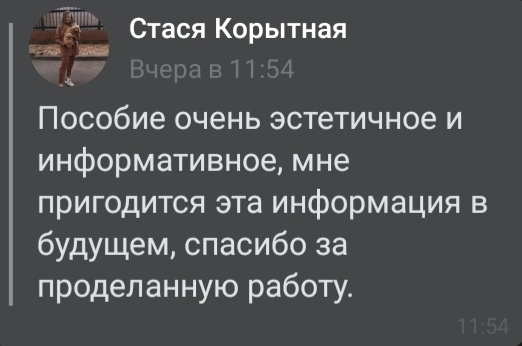 Стася Корытная
Вчера в 11:54
Пособие очень эстетичное и
информативное, мне
пригодится эта информация в
будущем, спасибо за
проделанную работу.
11:54